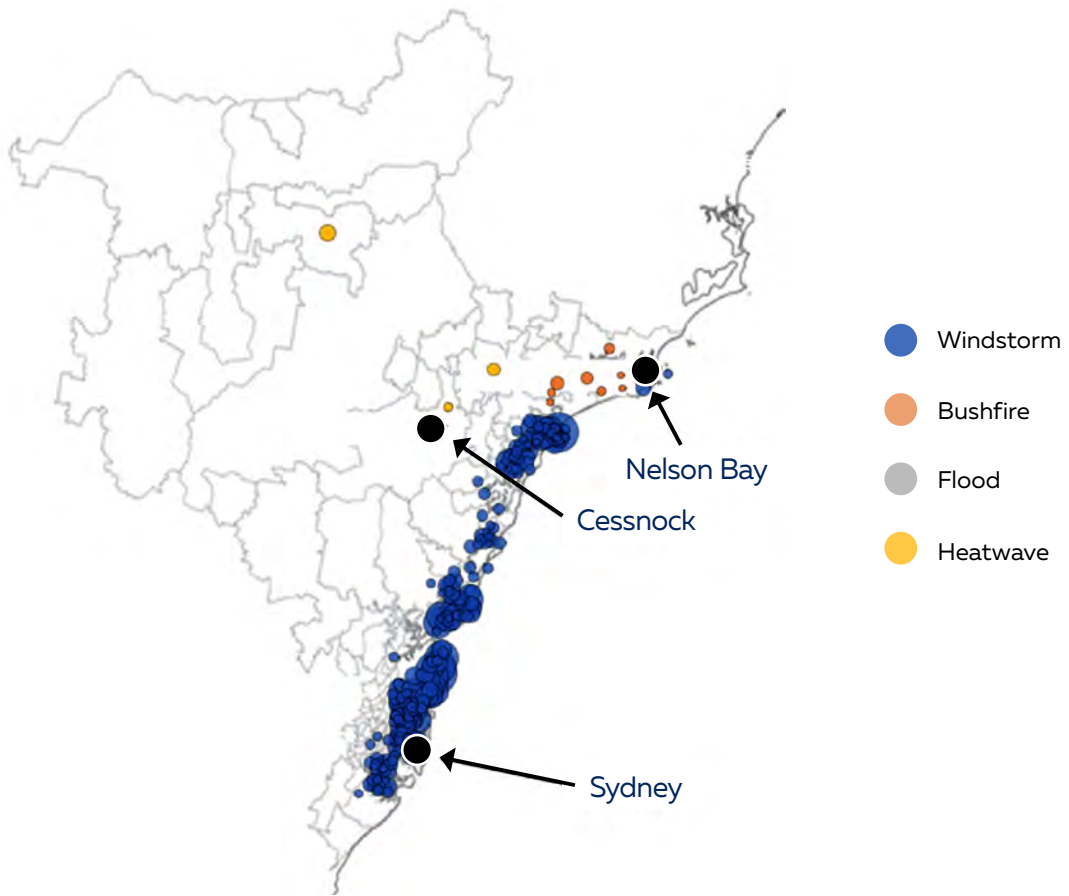 Windstorm
Bushfire
Nelson Bay
Flood
Cessnock
Heatwave
Sydney